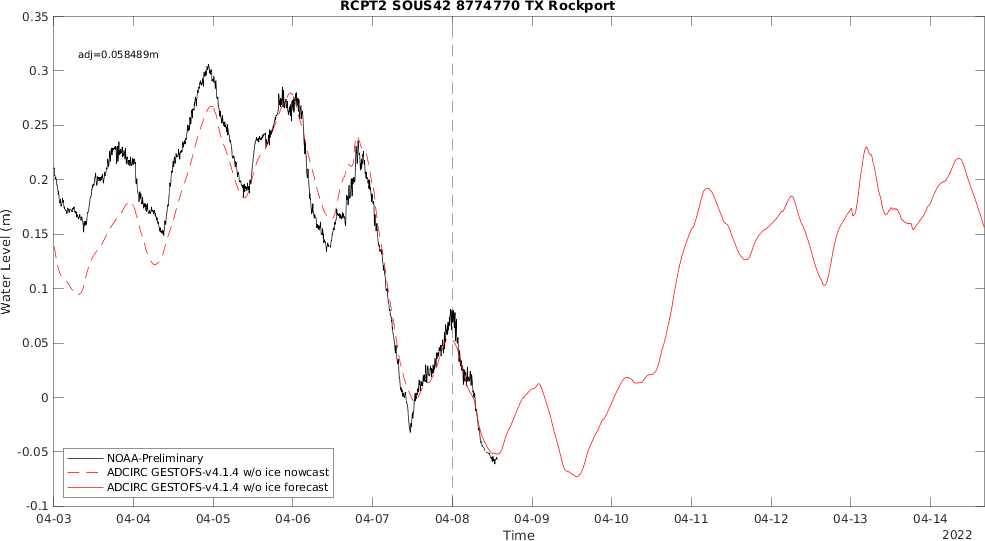 RCPT2 SOUS42 8774770 TX Rockport
adj=0.058489m
0.35
0.3
0.25
0.2
0.15
0.1
0.05
0
-0.05
-0.1
Water Level (m)
NOAA-Preliminary
ADCIRC GESTOFS-v4.1.4 w/o ice nowcast
ADCIRC GESTOFS-v4.1.4 w/o ice forecast
04-03 04-04 04-05 04-06 04-07 04-08 04-09 04-10 04-11 04-12 04-13 04-14
Time
2022